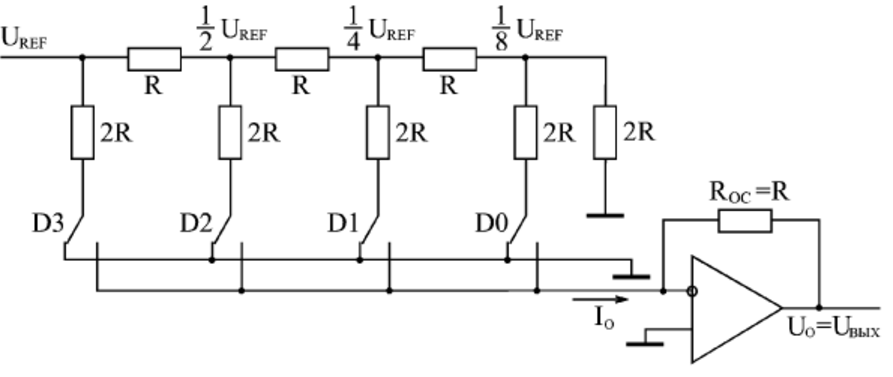 U_REF
1/2 U_REF
1/4 U_REF
1/8 U_REF
R
R
R
2R
2R
2R
2R
2R
D3
D2
D1
D0
R_OC=R
I_O
U_O=U_ВЫХ